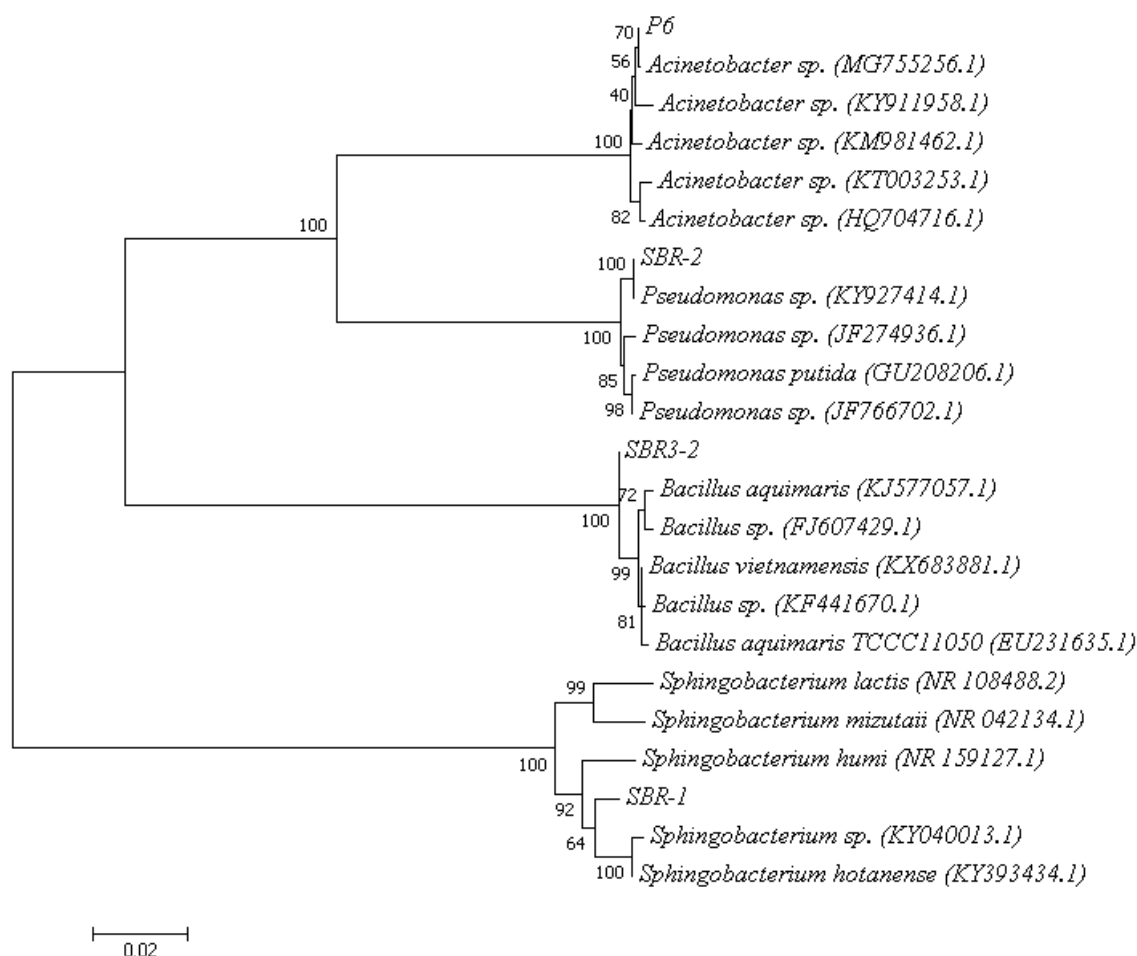 70
P6
56
Acinetobacter sp. (MG755256.1)
40
Acinetobacter sp. (KY911958.1)
100
Acinetobacter sp. (KM981462.1)
Acinetobacter sp. (KT003253.1)
82
Acinetobacter sp. (HQ704716.1)
100
100
SBR-2
Pseudomonas sp. (KY927414.1)
100
Pseudomonas sp. (JF274936.1)
85
Pseudomonas putida (GU208206.1)
98
Pseudomonas sp. (JF766702.1)
SBR3-2
72
Bacillus aquimaris (KJ577057.1)
100
Bacillus sp. (FJ607429.1)
99
Bacillus vietnamensis (KX683881.1)
81
Bacillus sp. (KF441670.1)
Bacillus aquimaris TCCC11050 (EU231635.1)
99
Sphingobacterium lactis (NR 108488.2)
Sphingobacterium mizutaii (NR 042134.1)
100
Sphingobacterium humi (NR 159127.1)
92
SBR-1
64
Sphingobacterium sp. (KY040013.1)
100
Sphingobacterium hotanense (KY393434.1)
0.02